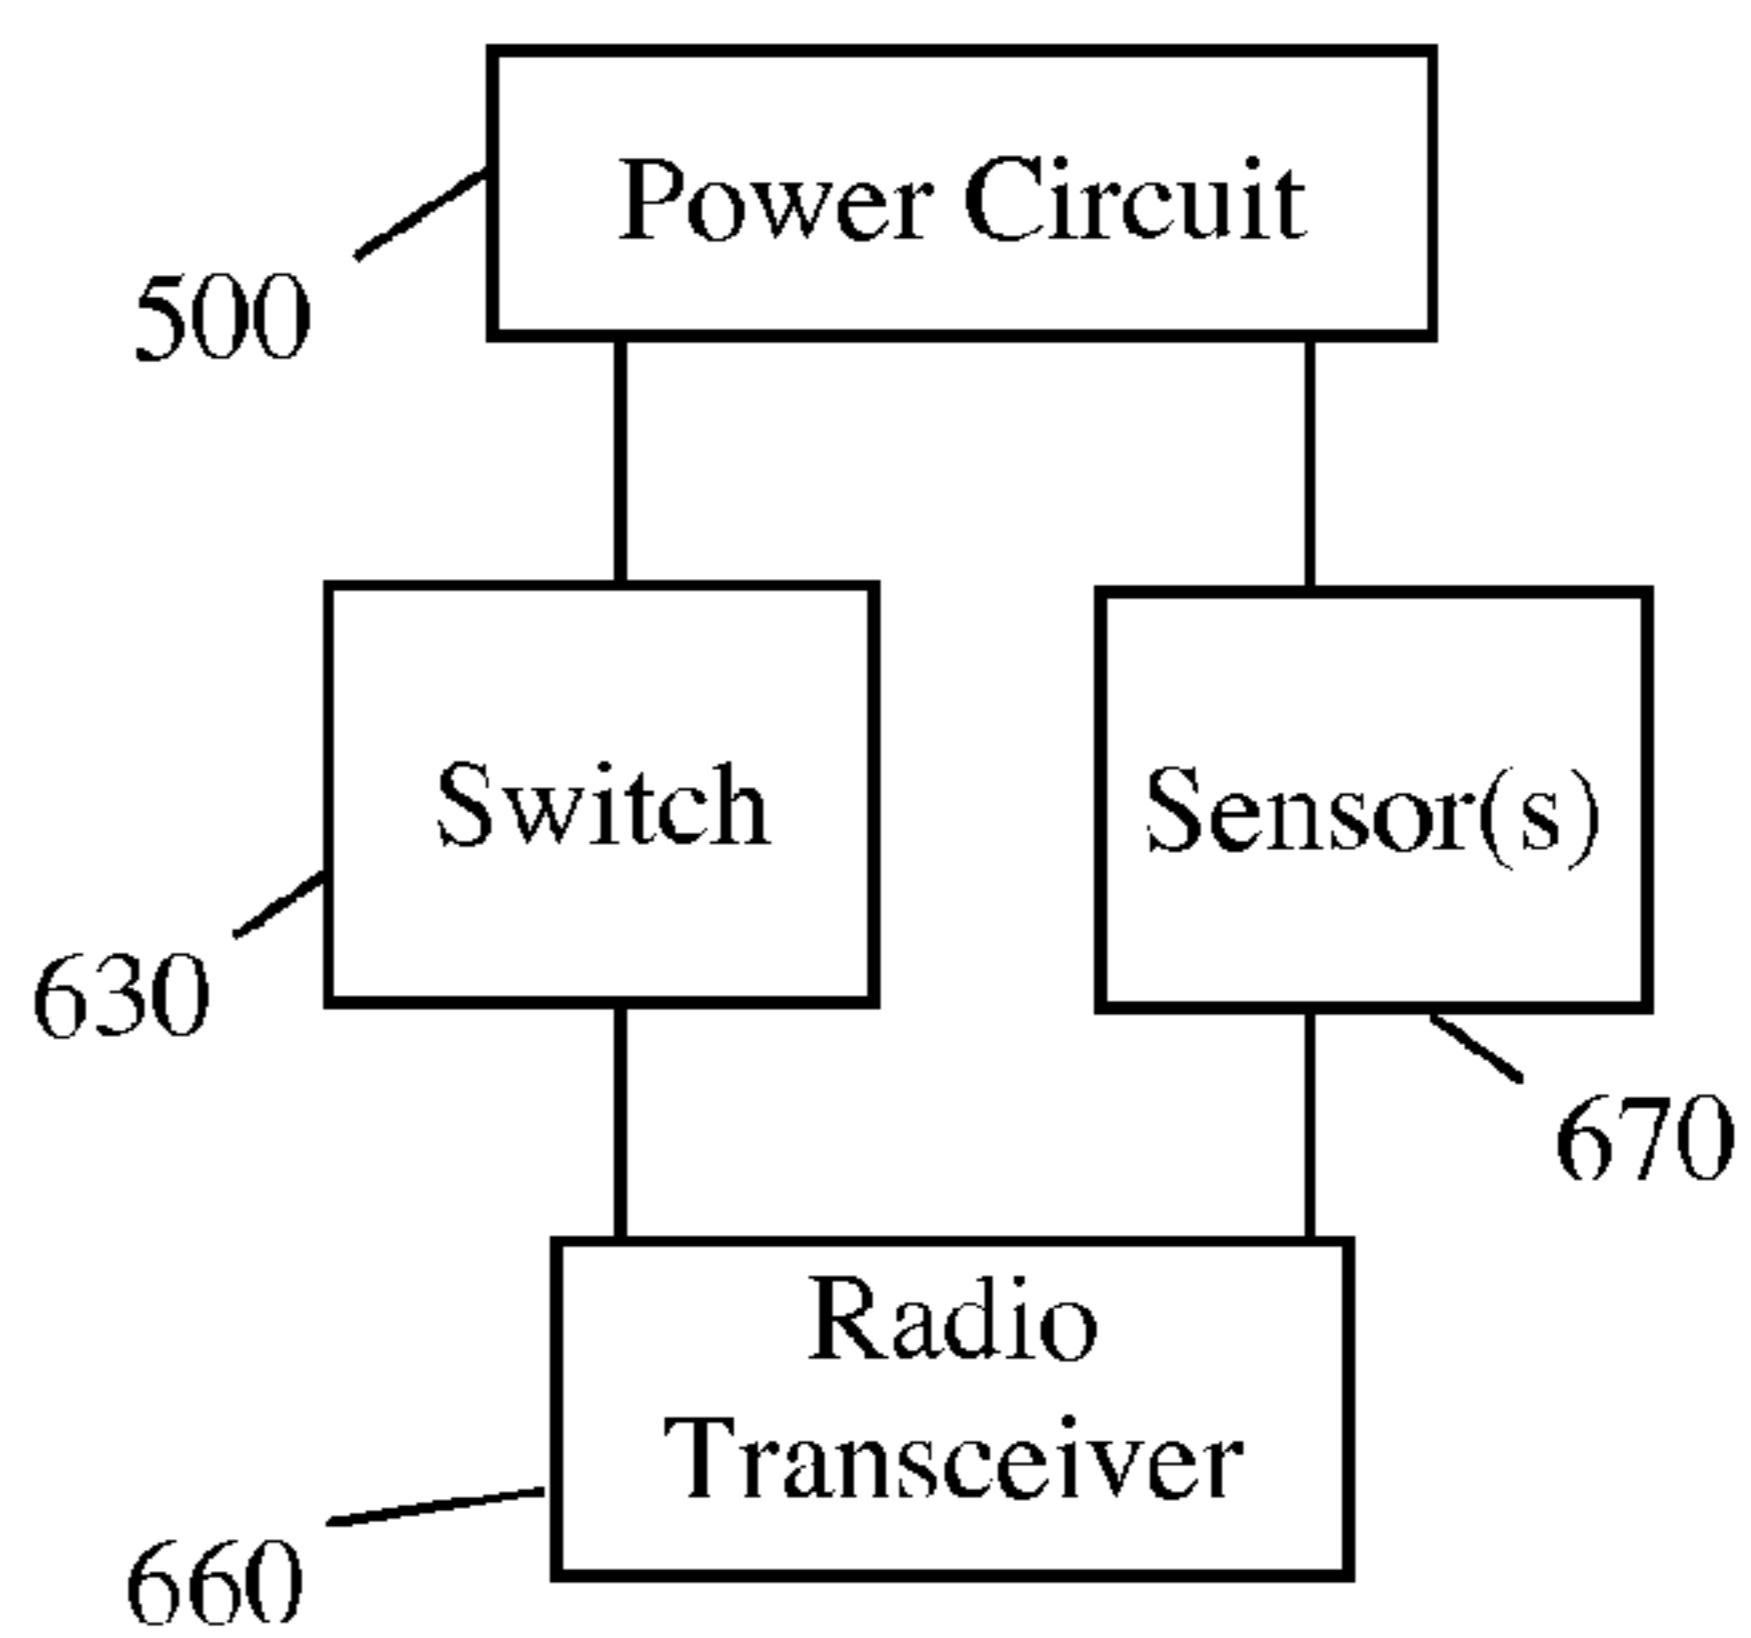 Power Circuit
500
Switch
Sensor(s)
630
670
Radio
Transceiver
660